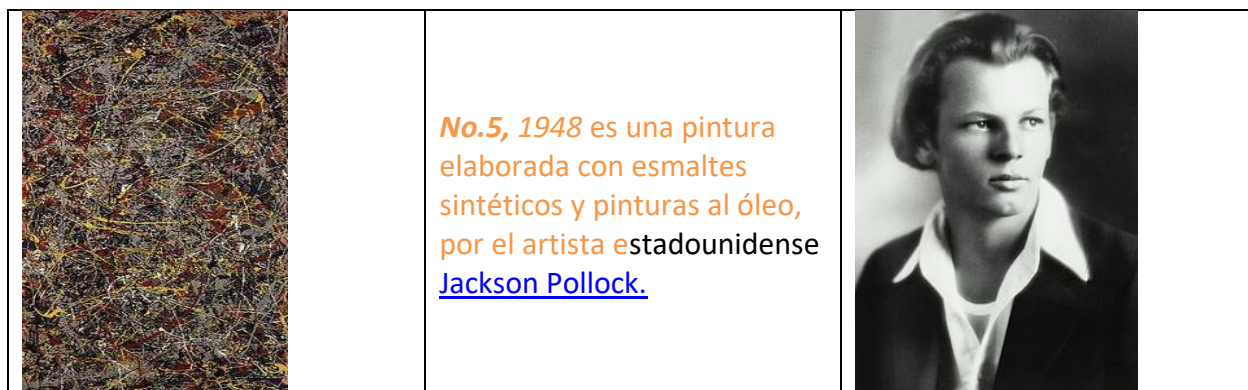 No.5, 1948 es una pintura
elaborada con esmaltes
sintéticos y pinturas al óleo,
por el artista estadounidense
Jackson Pollock.